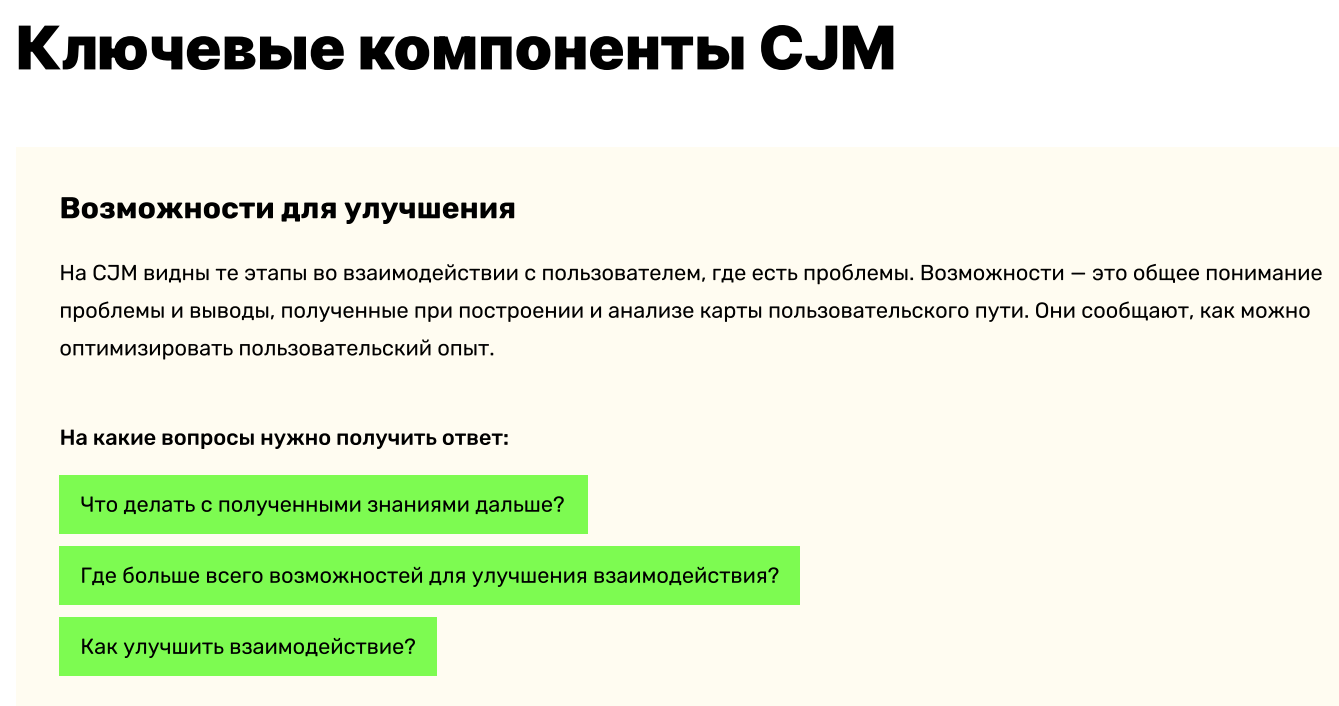 Ключевые компоненты CJM
Возможности для улучшения
На CJM видны те этапы во взаимодействии с пользователем, где есть проблемы. Возможности — это общее понимание
проблемы и выводы, полученные при построении и анализе карты пользовательского пути. Они сообщают, как можно
оптимизировать пользовательский опыт.
На какие вопросы нужно получить ответ:
Что делать с полученными знаниями дальше?
Где больше всего возможностей для улучшения взаимодействия?
Как улучшить взаимодействие?